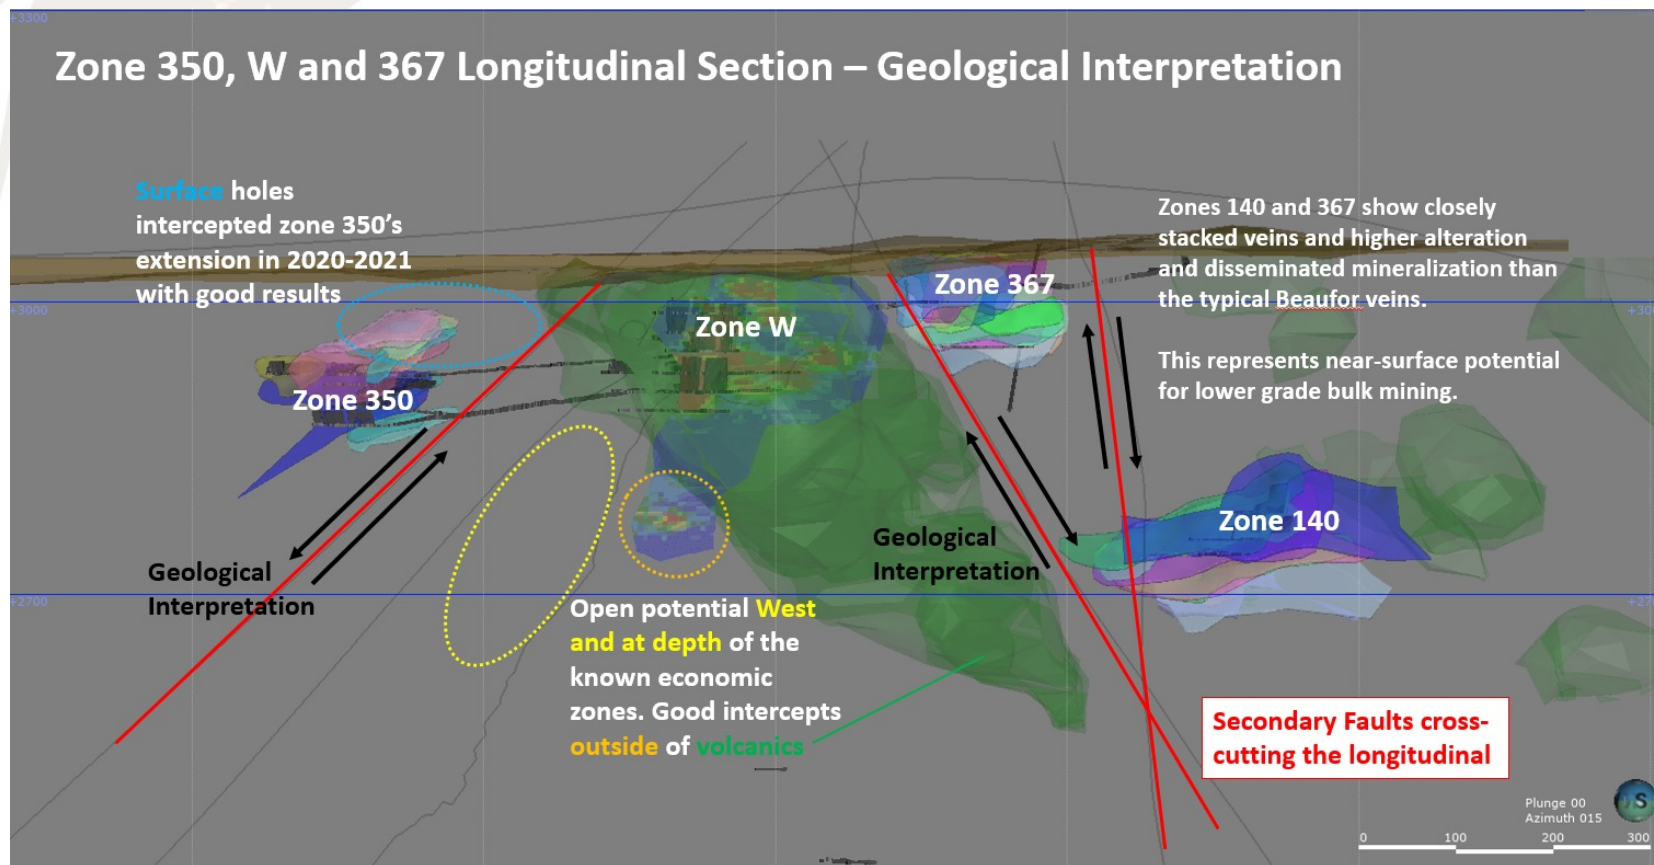 +3300
Zone 350, W and 367 Longitudinal Section – Geological Interpretation
Surface holes
intercepted zone 350’s
extension in 2020-2021
with good results
Zones 140 and 367 show closely
stacked veins and higher alteration
and disseminated mineralization than
the typical Beaufor veins.
This represents near-surface potential
for lower grade bulk mining.
+3000
Zone 367
Zone W
Zone 350
Zone 140
Geological
Interpretation
Geological
Interpretation
+2700
Open potential West
and at depth of the
known economic
zones. Good intercepts
outside of volcanics
Secondary Faults cross-
cutting the longitudinal
Plunge 00
Azimuth 015
S
0 100 200 300